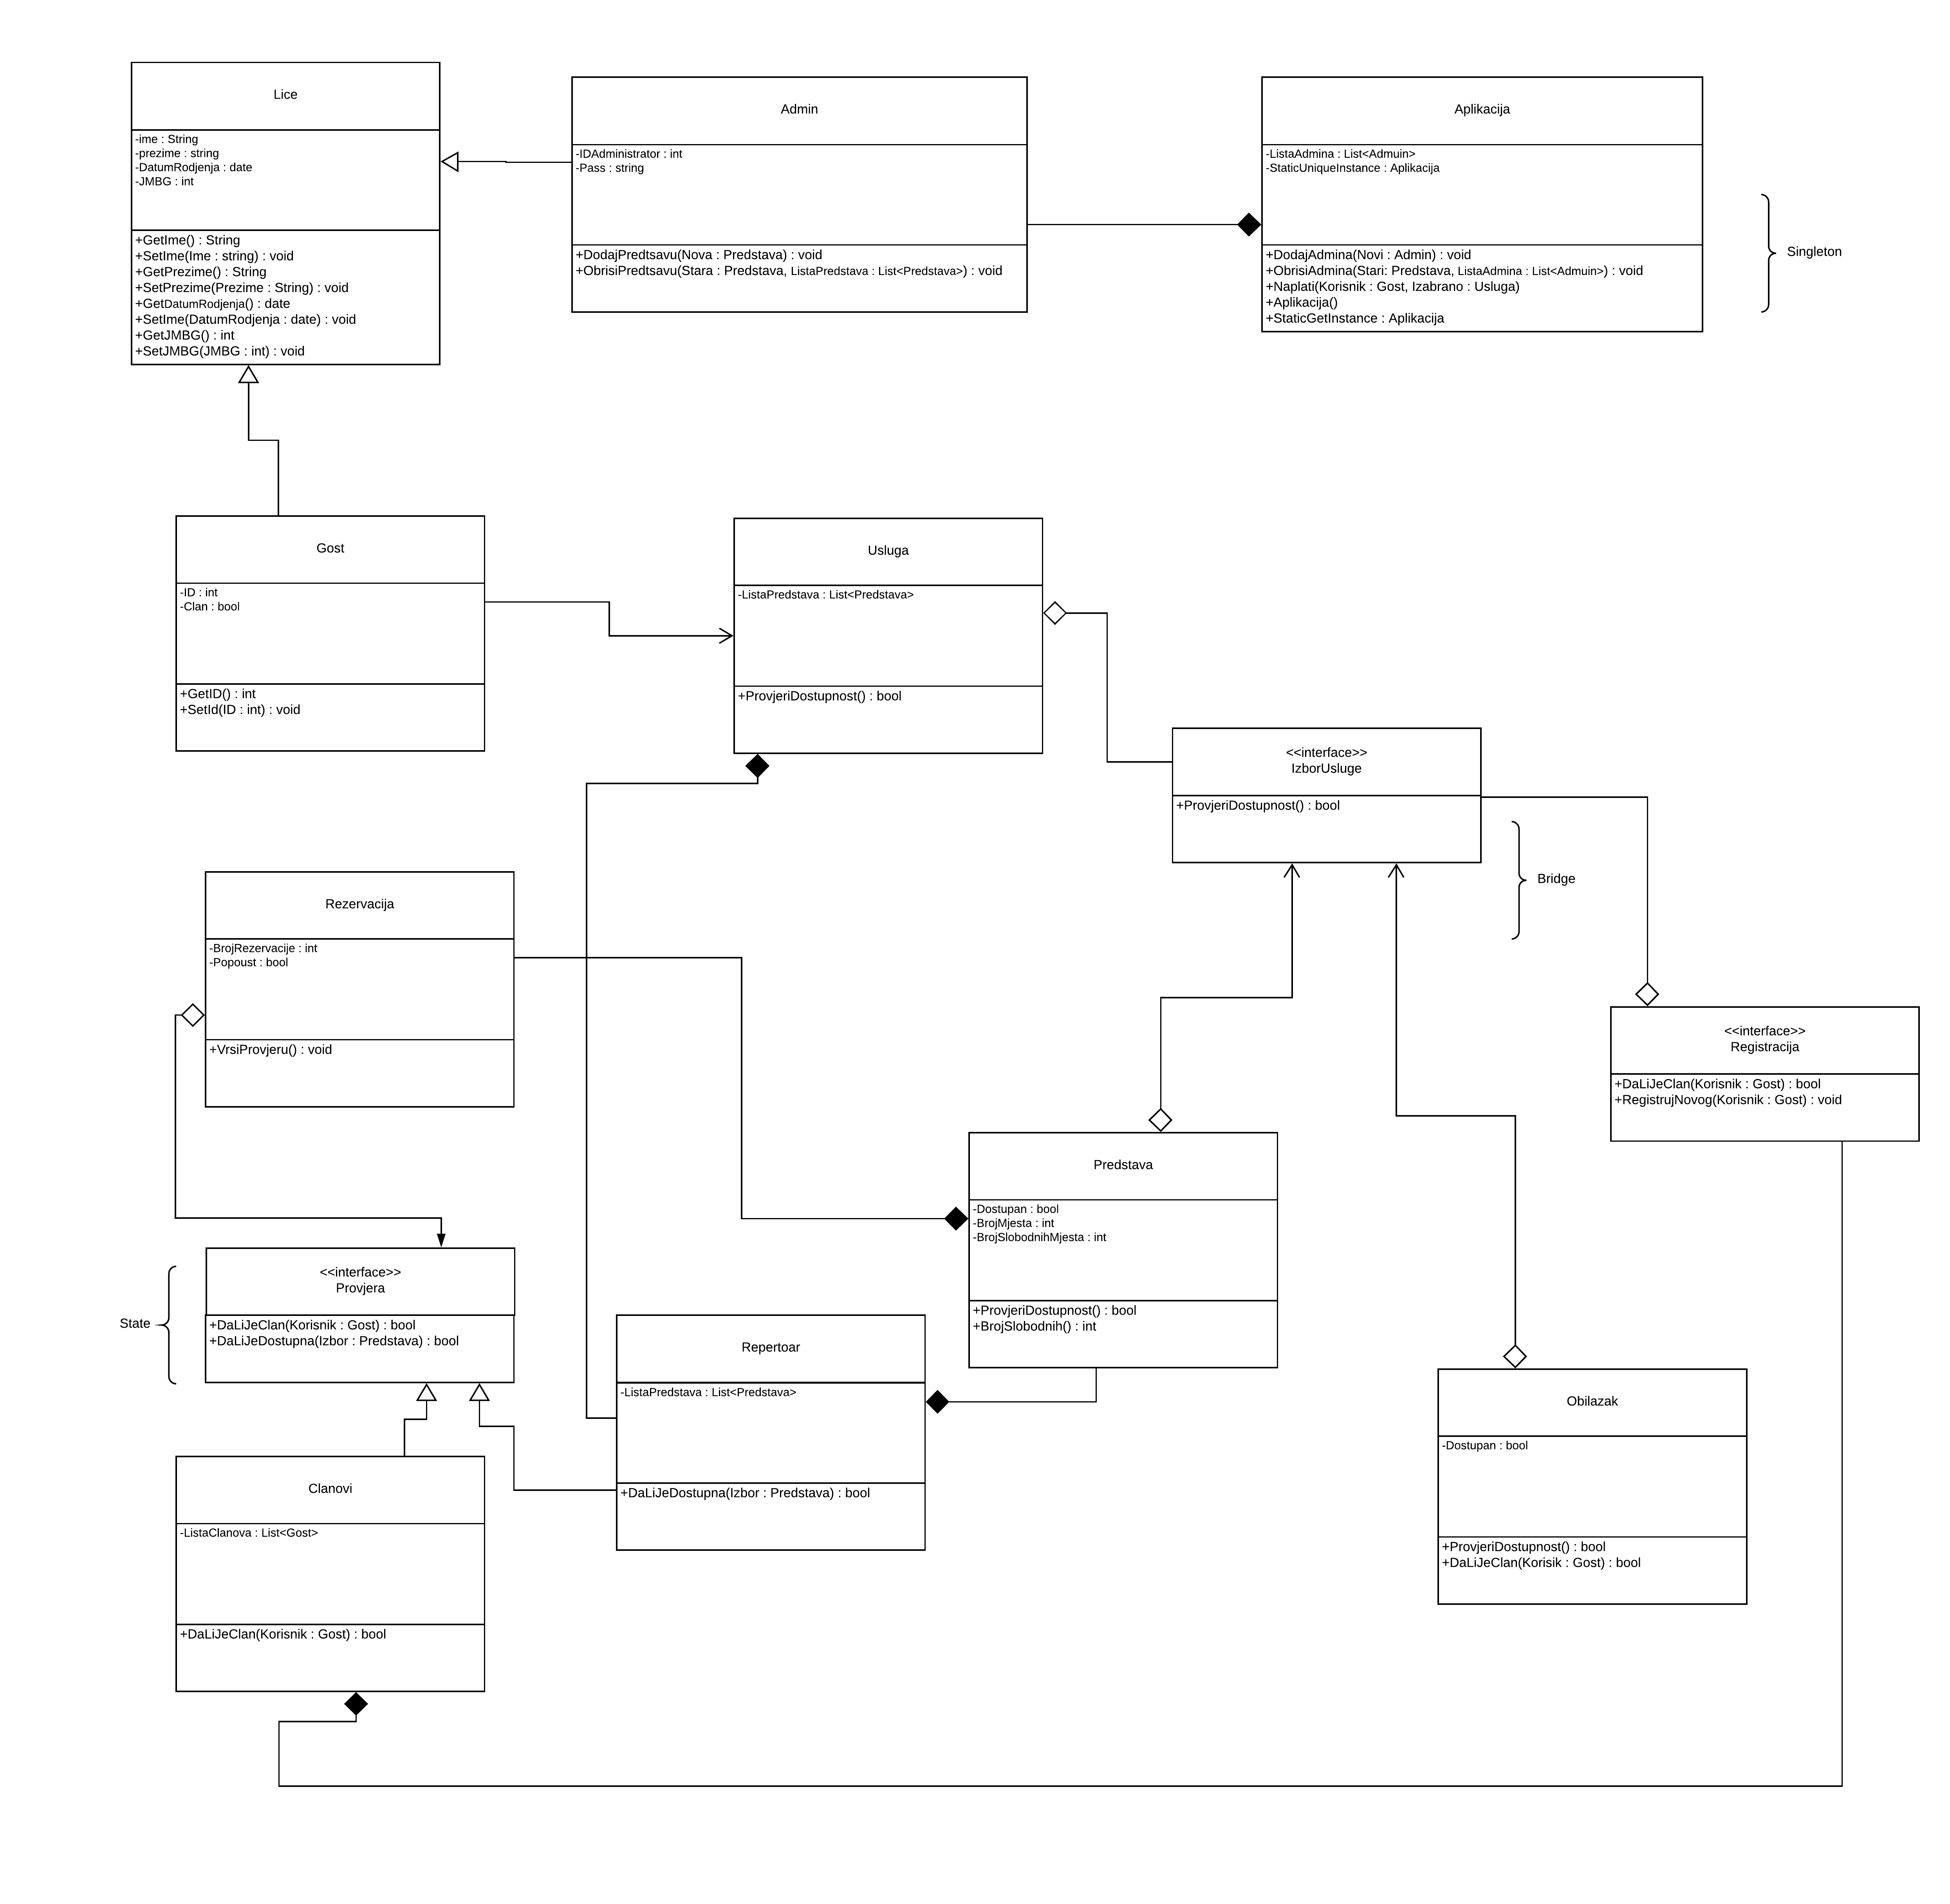 Lice
-ime : String
-prezime : string
-DatumRodjenja : date
-JMBG : int
+GetIme() : String
+SetIme(Ime : string) : void
+GetPrezime() : String
+SetPrezime(Prezime : String) : void
+GetDatumRodjenja() : date
+SetIme(DatumRodjenja : date) : void
+GetJMBG() : int
+SetJMBG(JMBG : int) : void
Admin
-IDAdministrator : int
-Pass : string
+DodajPredtsavu(Nova : Predstava) : void
+ObrisiPredtsavu(Stara : Predstava, ListaPredstava : List<Predstava>) : void
Aplikacija
-ListaAdmina : List<Admuin>
-StaticUniqueInstance : Aplikacija
+DodajAdmina(Novi : Admin) : void
+ObrisiAdmina(Stari: Predstava, ListaAdmina : List<Admuin>) : void
+Naplati(Korisnik : Gost, Izabrano : Usluga)
+Aplikacija()
+StaticGetInstance : Aplikacija
Singleton
Gost
-ID : int
-Clan : bool
+GetID() : int
+SetId(ID : int) : void
Usluga
-ListaPredstava : List<Predstava>
+ProvjeriDostupnost() : bool
<<interface>>
IzborUsluge
+ProvjeriDostupnost() : bool
Bridge
Rezervacija
-BrojRezervacije : int
-Popoust : bool
+VrsiProvjeru() : void
<<interface>>
Registracija
+DaLiJeClan(Korisnik : Gost) : bool
+RegistrujNovog(Korisnik : Gost) : void
Predstava
-Dostupan : bool
-BrojMjesta : int
-BrojSlobodnihMjesta : int
+ProvjeriDostupnost() : bool
+BrojSlobodnih() : int
State
<<interface>>
Provjera
+DaLiJeClan(Korisnik : Gost) : bool
+DaLiJeDostupna(Izbor : Predstava) : bool
Repertoar
-ListaPredstava : List<Predstava>
+DaLiJeDostupna(Izbor : Predstava) : bool
Obilazak
-Dostupan : bool
+ProvjeriDostupnost() : bool
+DaLiJeClan(Korisik : Gost) : bool
Clanovi
-ListaClanova : List<Gost>
+DaLiJeClan(Korisnik : Gost) : bool